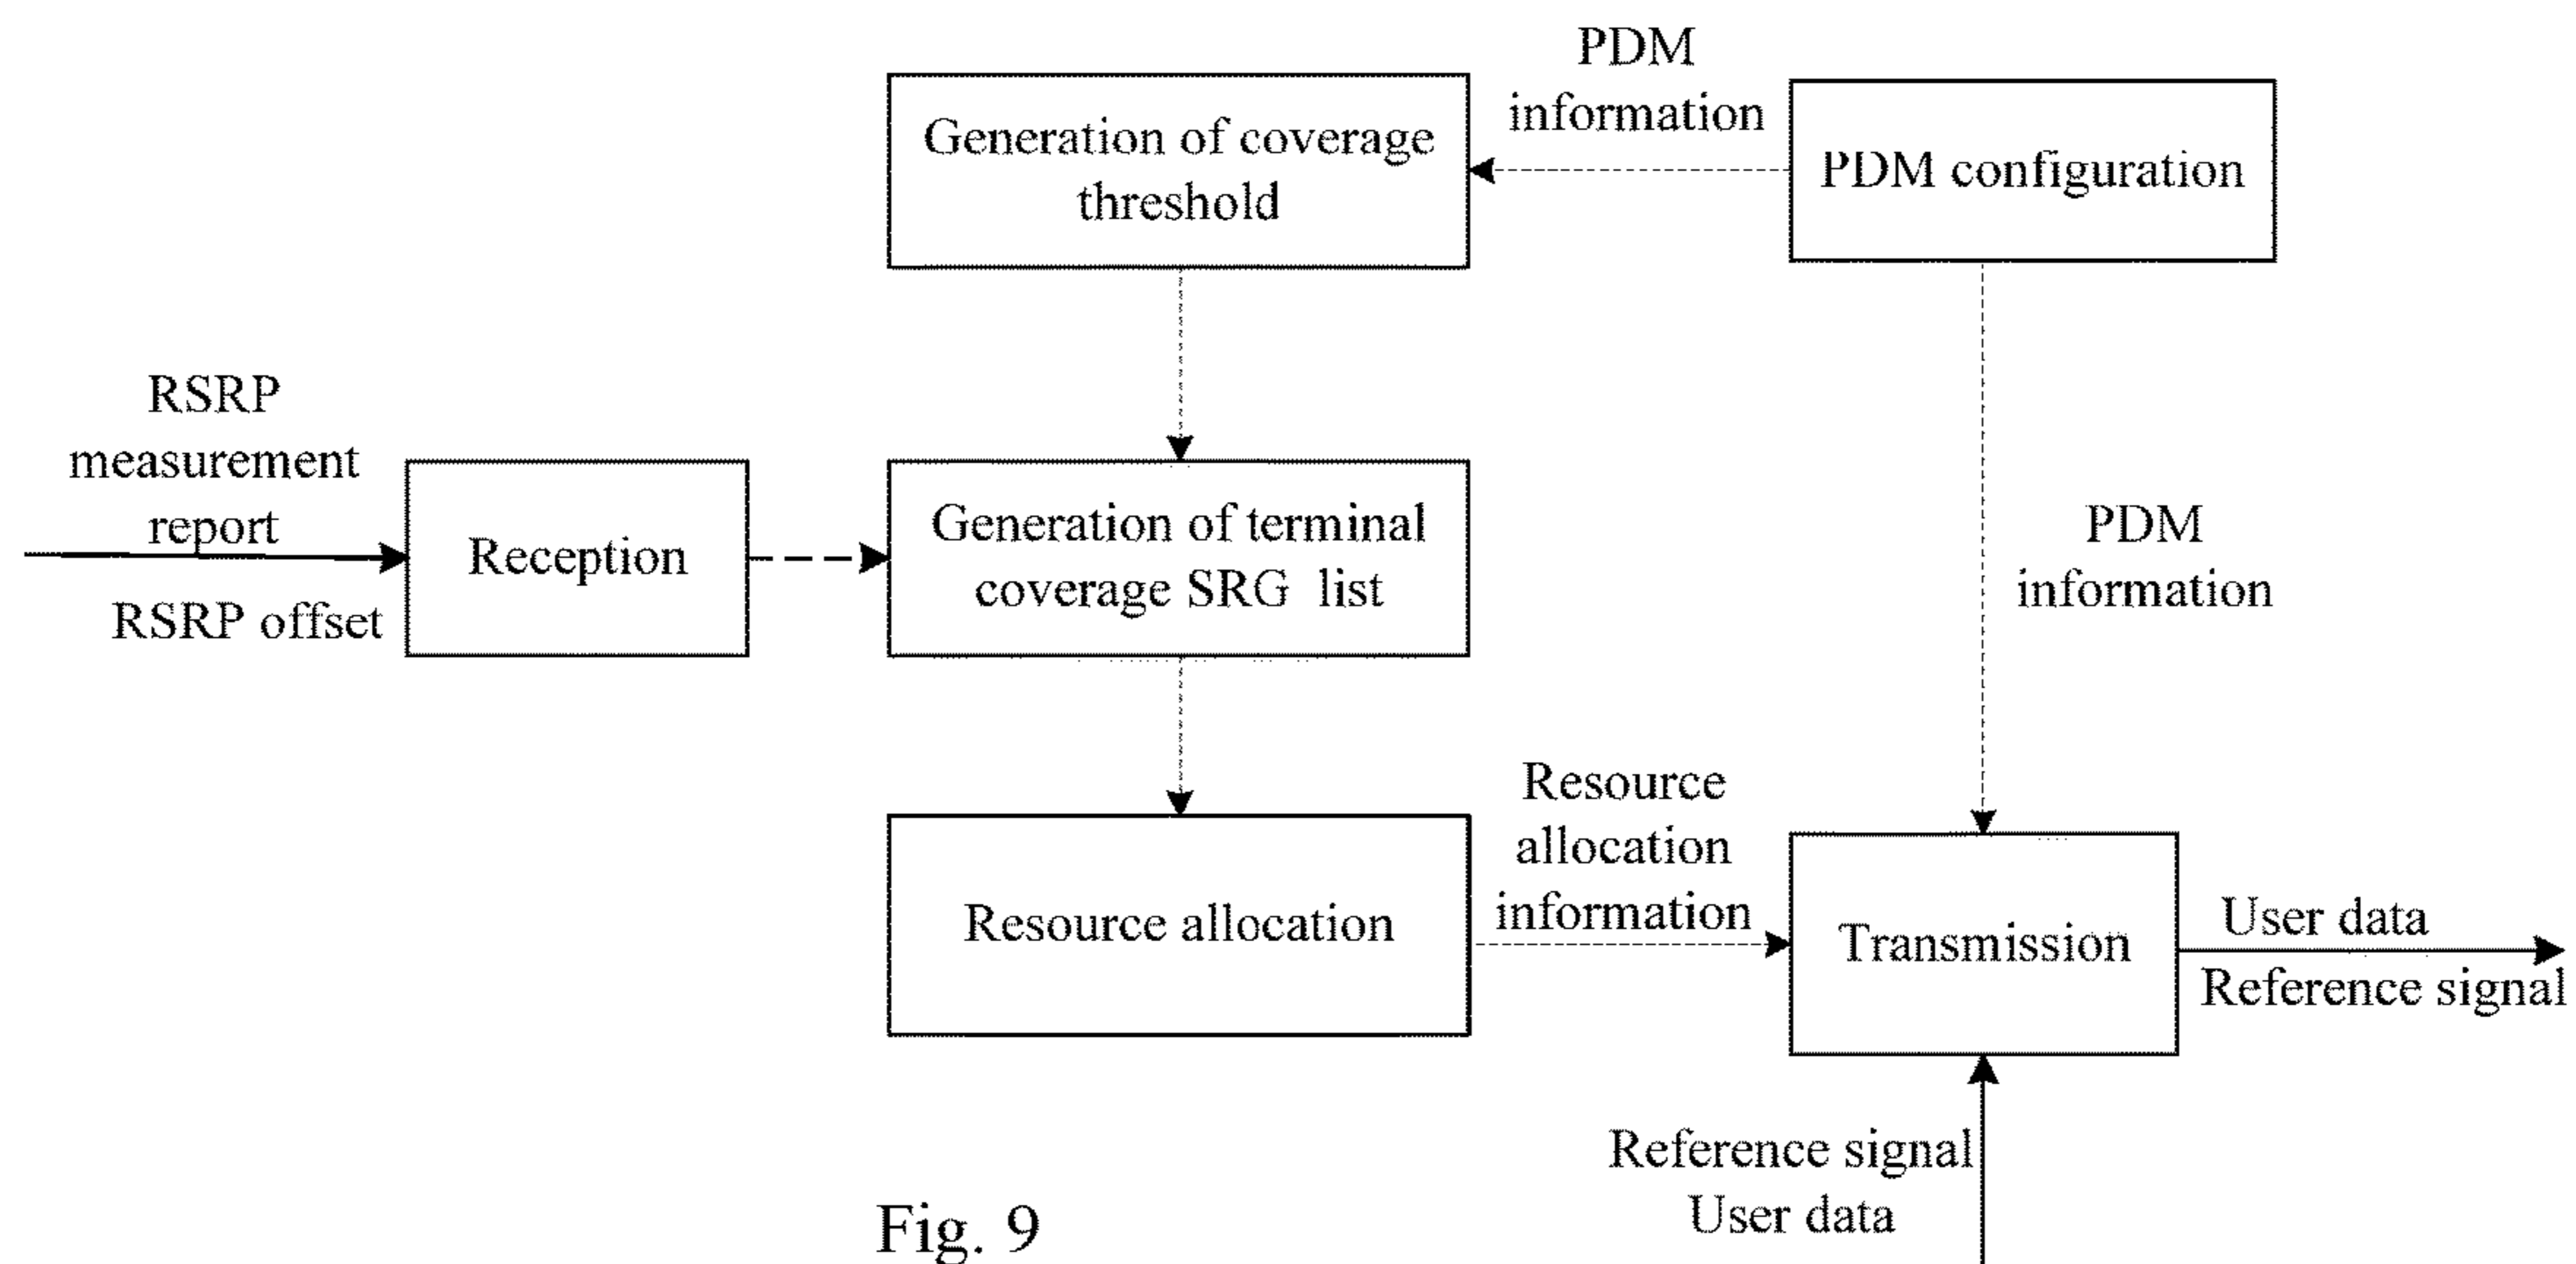 PDM
information
Generation of coverage
threshold
PDM configuration
RSRP
measurement
report
RSRP offset
Reception
Generation of terminal
coverage SRG list
PDM
information
Resource allocation
Resource
allocation
information
Transmission
User data
Reference signal
Reference signal
User data
Fig. 9